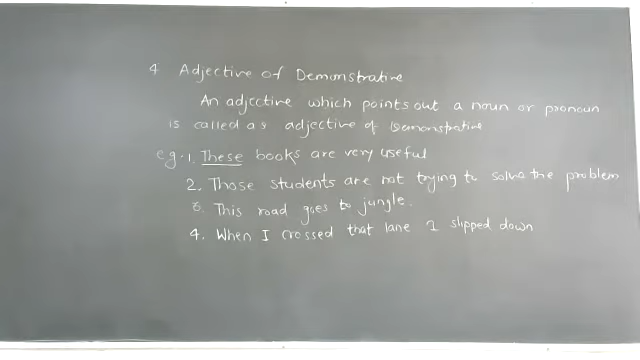 4 Adjective of Demonstrative
An adjective which points out a noun or pronoun
is called as adjective of Demonstrative
eg. 1. These books are very useful
2. Those students are not trying to solve the problem
3. This road goes to jungle.
4. When I crossed that lane I slipped down